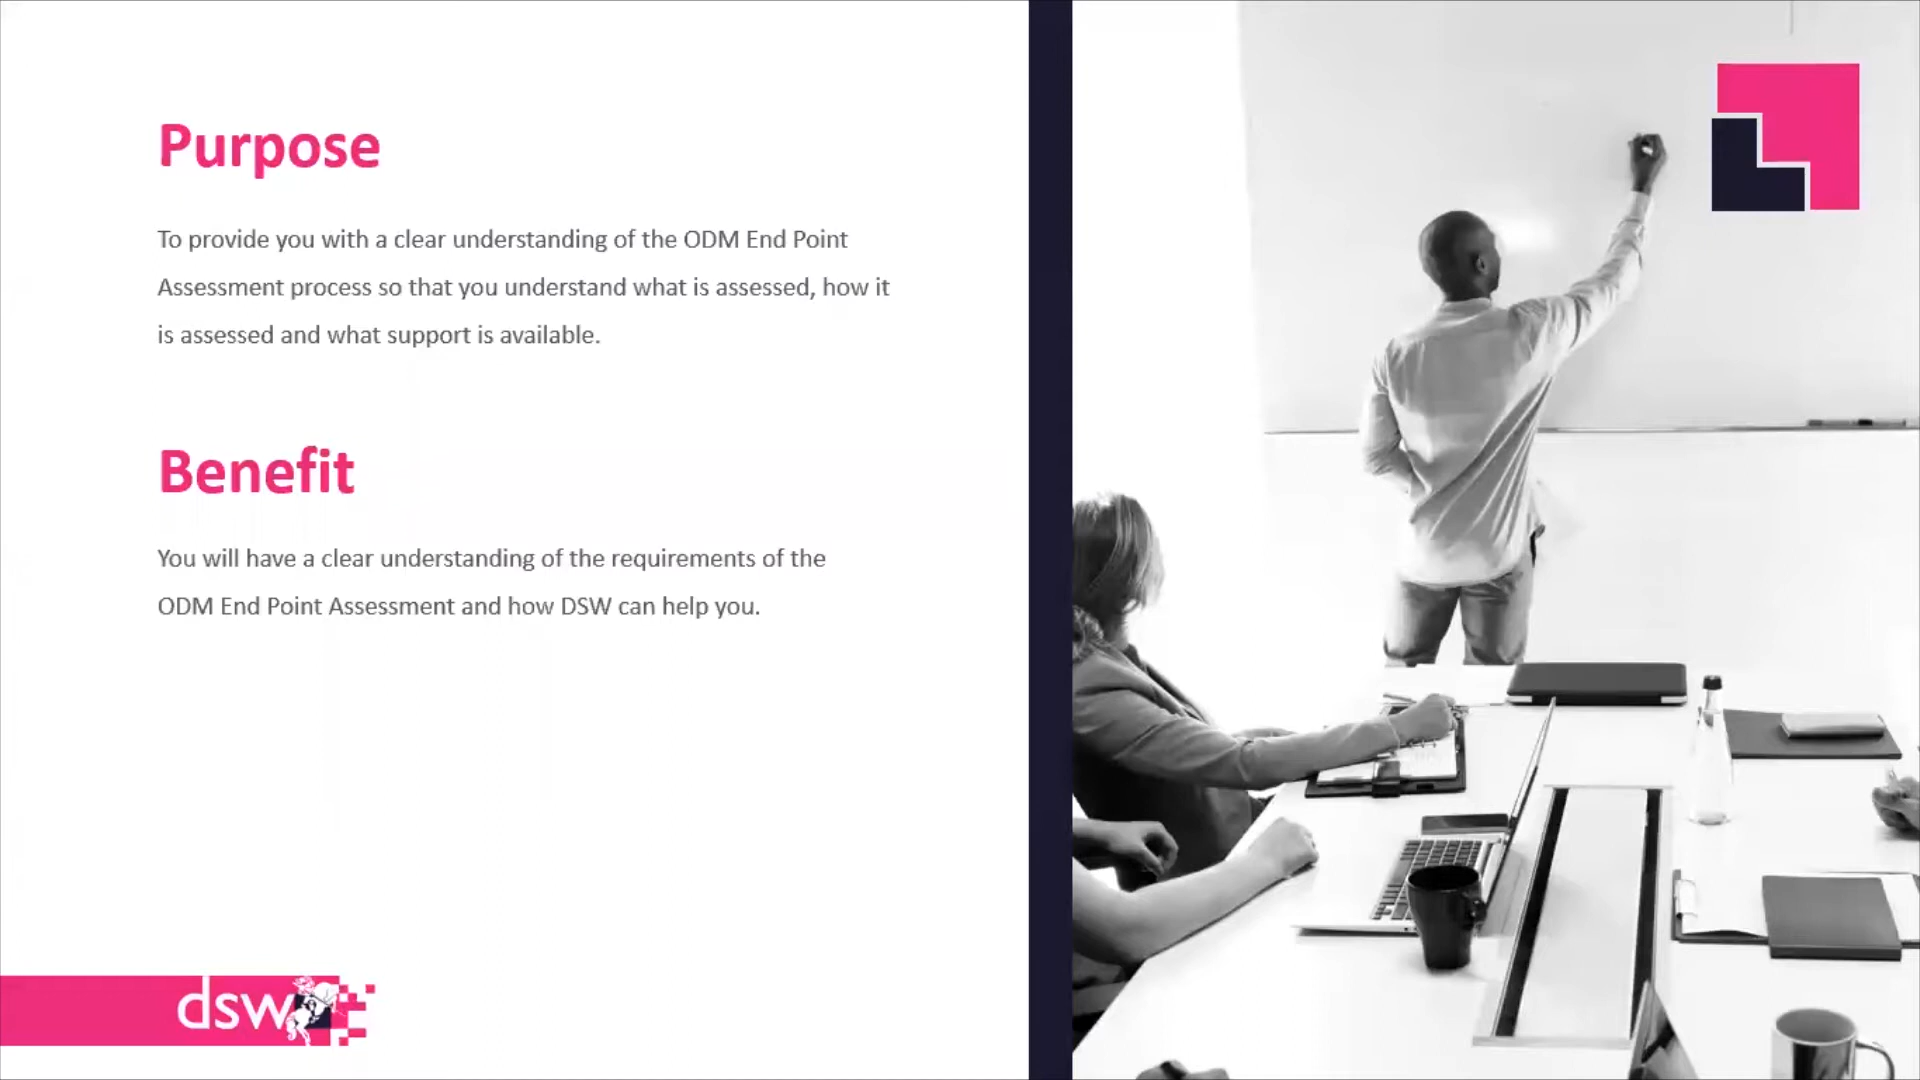 Purpose
To provide you with a clear understanding of the ODM End Point
Assessment process so that you understand what is assessed, how it
is assessed and what support is available.
Benefit
You will have a clear understanding of the requirements of the
ODM End Point Assessment and how DSW can help you.
dsw